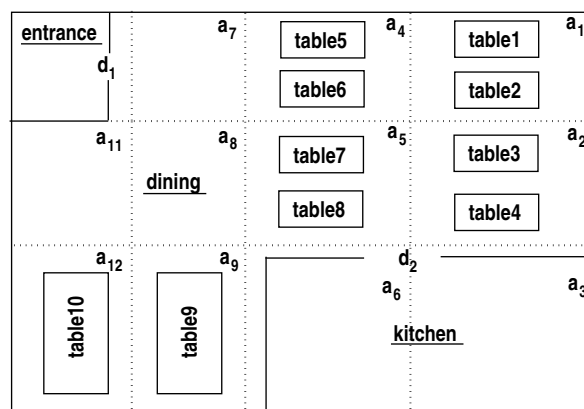 entrance
d1
a7
table5
a4
table1
a1
table6
table2
a11
a8
table7
a5
table3
a2
dining
table8
table4
a12
a9
d2
a6
a3
table10
table9
kitchen